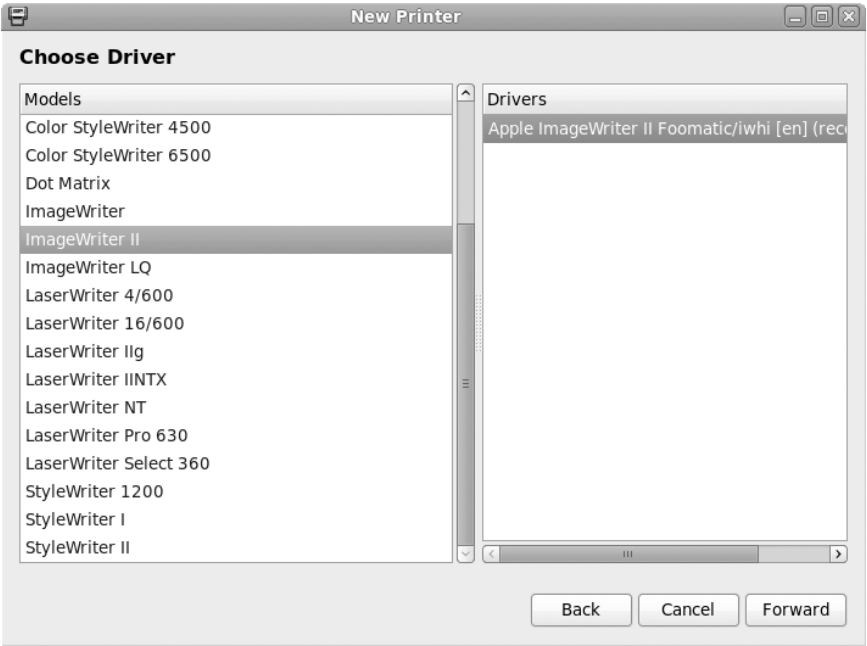 New Printer
Choose Driver
Models
Color StyleWriter 4500
Color StyleWriter 6500
Dot Matrix
ImageWriter
ImageWriter II
ImageWriter LQ
LaserWriter 4/600
LaserWriter 16/600
LaserWriter IIg
LaserWriter IINTX
LaserWriter NT
LaserWriter Pro 630
LaserWriter Select 360
StyleWriter 1200
StyleWriter I
StyleWriter II
Drivers
Apple ImageWriter II Foomatic/iwhi [en] (reco
Back
Cancel
Forward